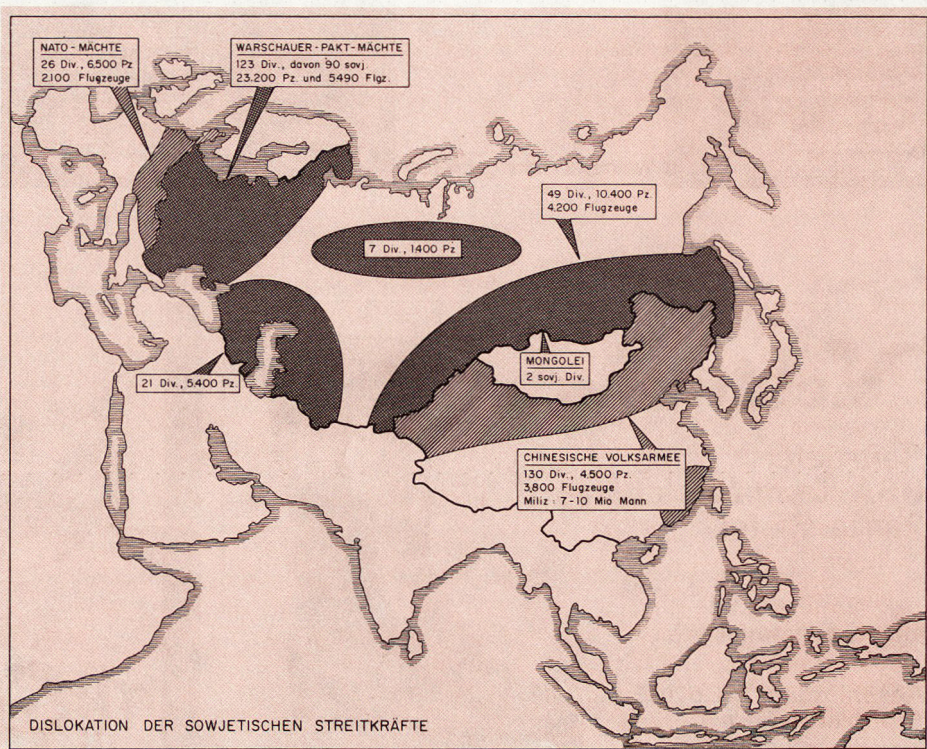 NATO - MÄCHTE
26 Div., 6.500 Pz
2.100 Flugzeuge
WARSCHAUER - PAKT - MÄCHTE
123 Div., davon 90 sovj.
23.200 Pz. und 5490 Flgz.
49 Div., 10.400 Pz.
4.200 Flugzeuge
7 Div., 1.400 Pz
MONGOLEI
2 sovj. Div.
21 Div., 5.400 Pz.
CHINESISCHE VOLKSARMEE
130 Div., 4.500 Pz.
3.800 Flugzeuge
Miliz : 7 - 10 Mio Mann
DISLOKATION DER SOWJETISCHEN STREITKRÄFTE